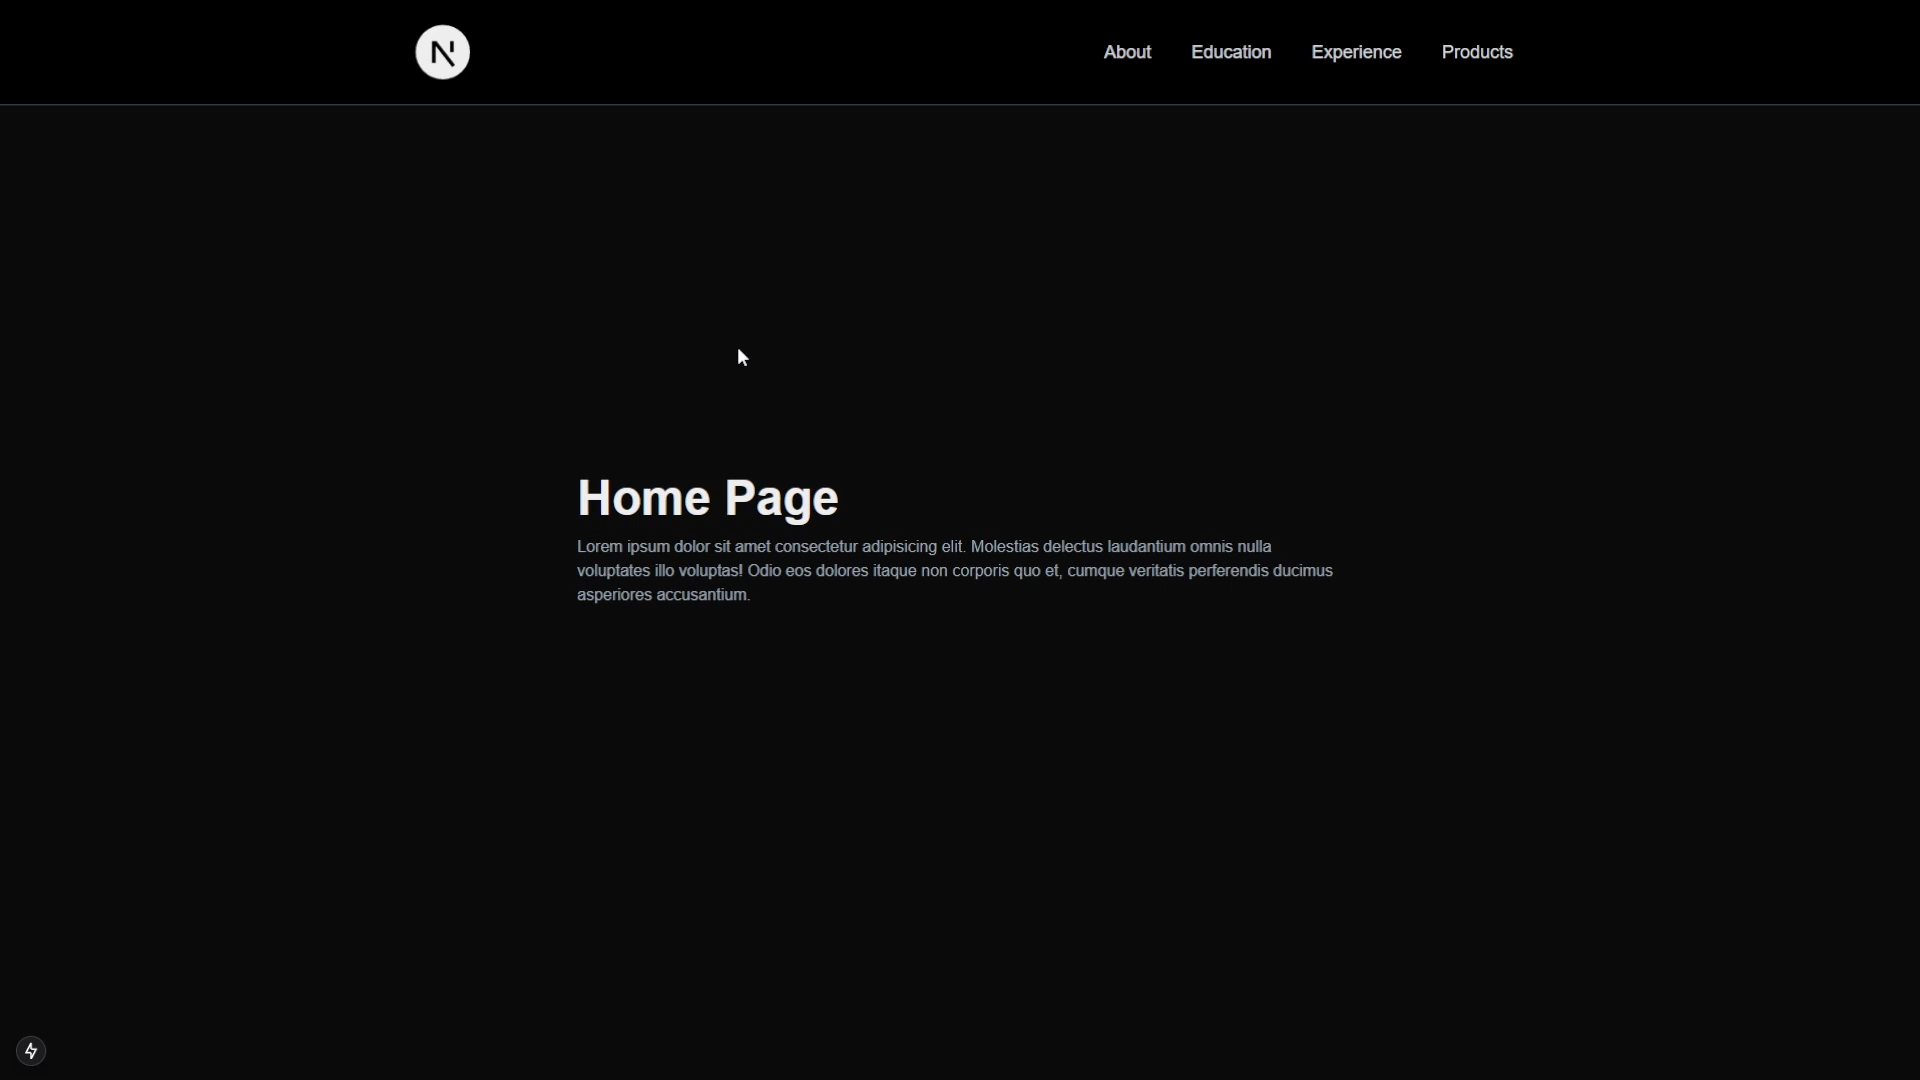 N
About Education Experience Products
Home Page
Lorem ipsum dolor sit amet consectetur adipisicing elit. Molestias delectus laudantium omnis nulla
voluptates illo voluptas! Odio eos dolores itaque non corporis quo et, cumque veritatis perferendis ducimus
asperiores accusantium.